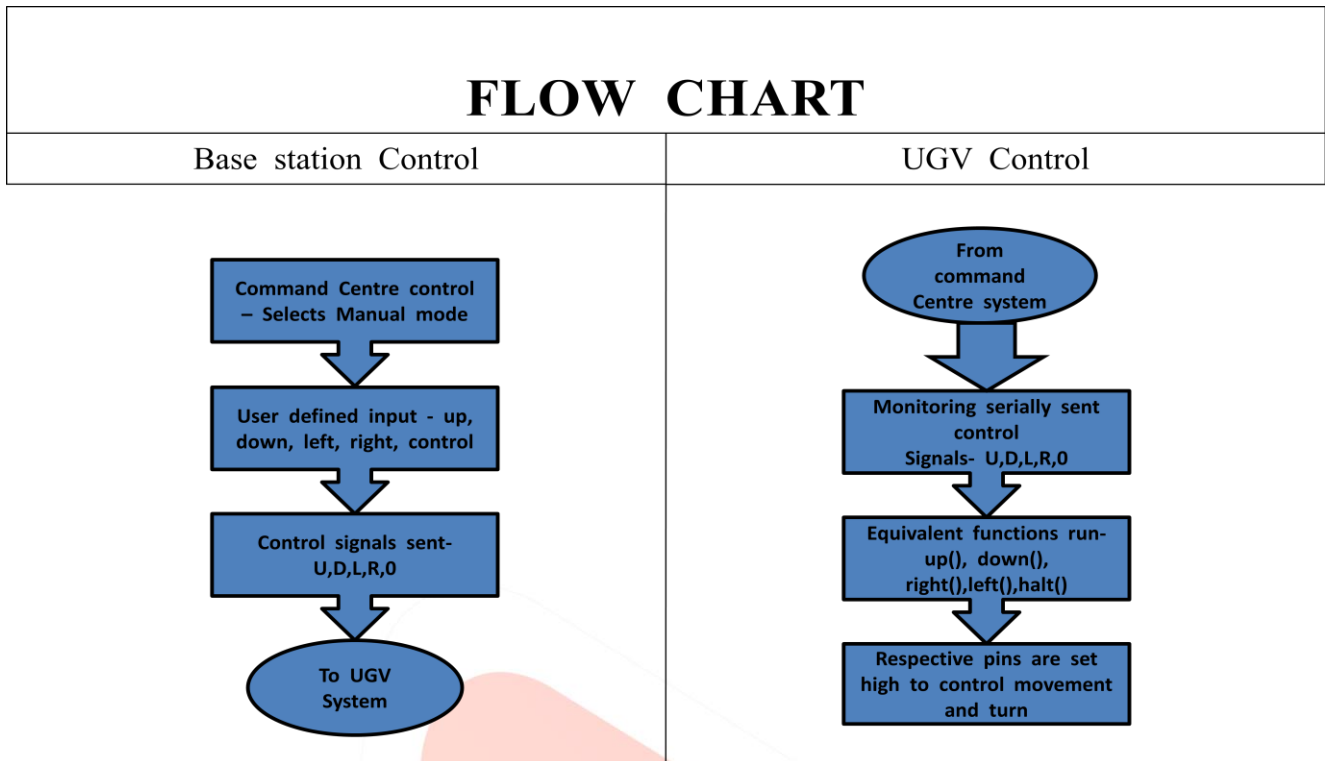 FLOW CHART
Base station Control
UGV Control
Command Centre control
– Selects Manual mode
User defined input - up,
down, left, right, control
Control signals sent-
U,D,L,R,0
To UGV
System
From
command
Centre system
Monitoring serially sent
control
Signals- U,D,L,R,0
Equivalent functions run-
up(), down(),
right(),left(),halt()
Respective pins are set
high to control movement
and turn